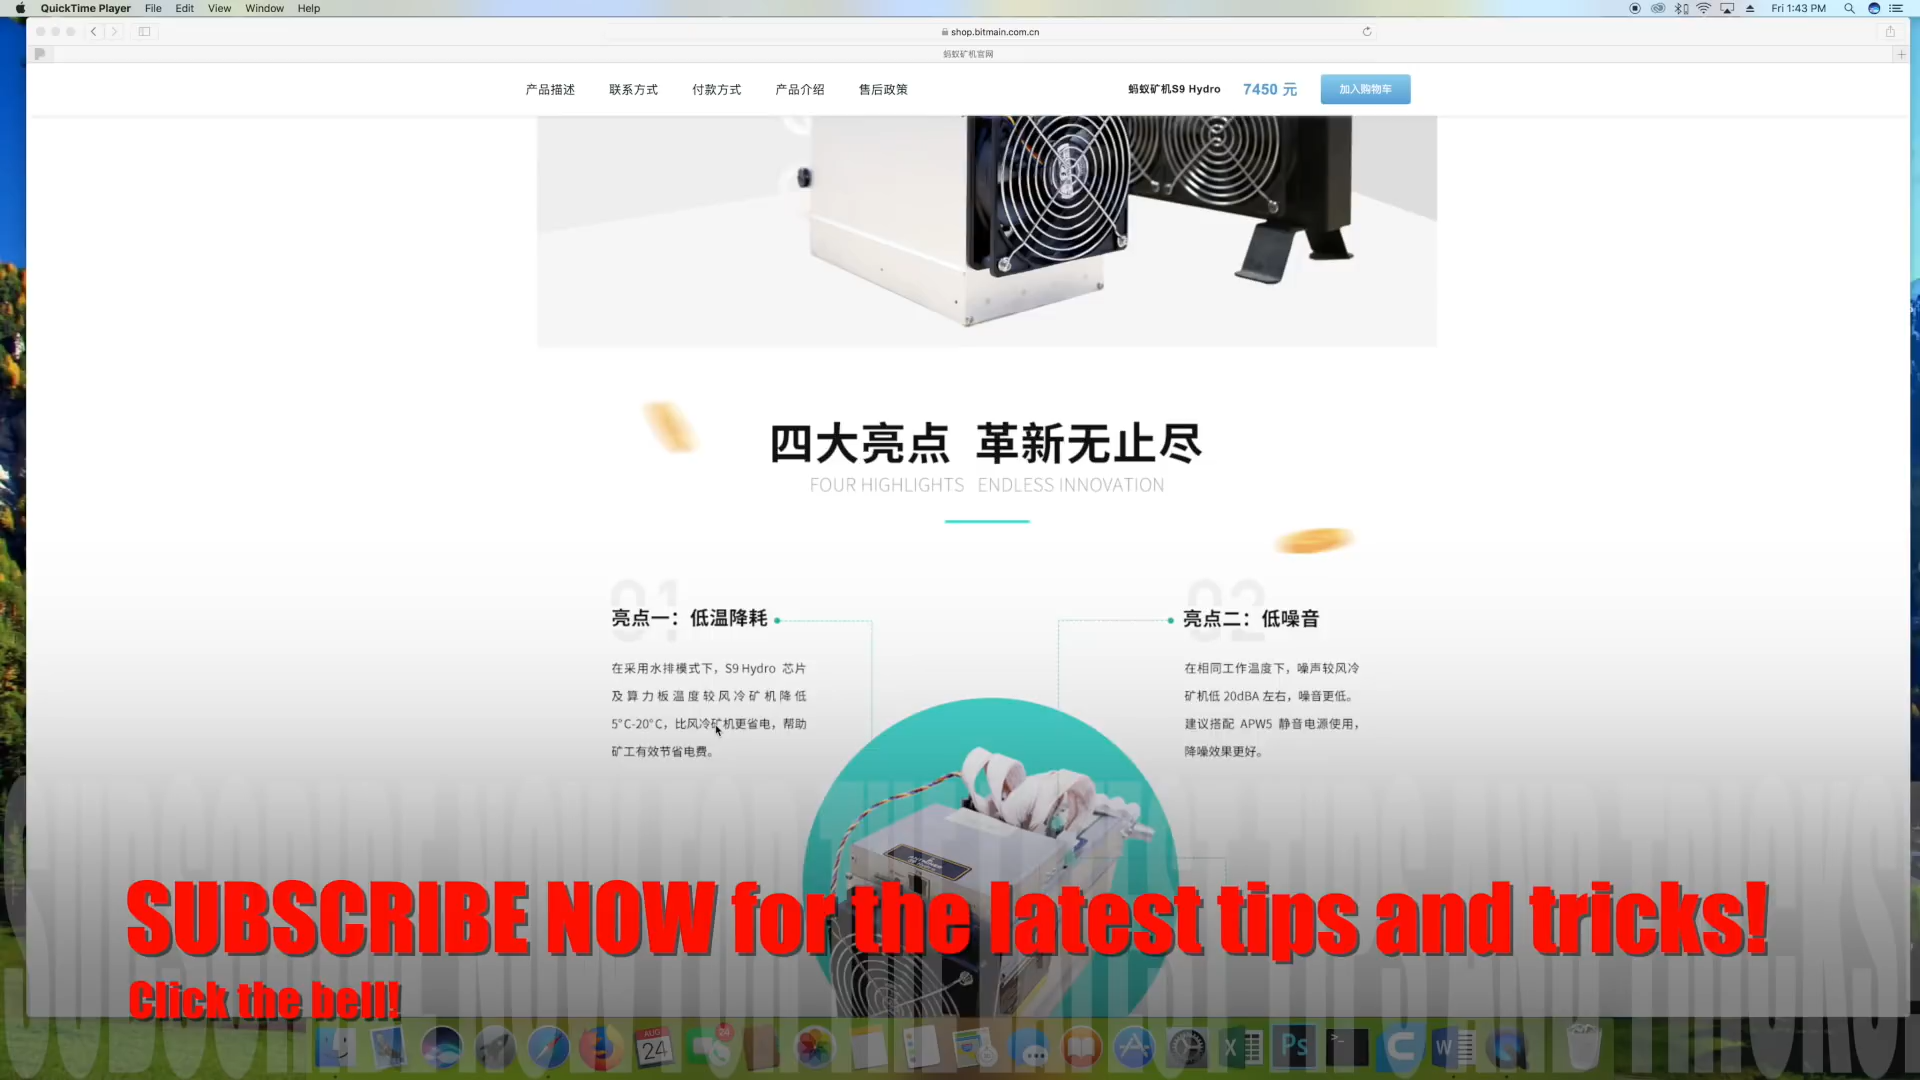 QuickTime Player File Edit View Window Help
Fri 1:43 PM
shop.bitmain.com.cn
蚂蚁矿机官网
产品描述 联系方式 付款方式 产品介绍 售后政策 蚂蚁矿机S9 Hydro 7450 元 加入购物车
四大亮点 革新无止尽
FOUR HIGHLIGHTS ENDLESS INNOVATION
01
亮点一：低温降耗
在采用水排模式下，S9 Hydro 芯片
及算力板温度较风冷矿机降低
5°C-20°C，比风冷矿机更省电，帮助
矿工有效节省电费。
02
亮点二：低噪音
在相同工作温度下，噪声较风冷
矿机低 20dBA 左右，噪音更低。
建议搭配 APW5 静音电源使用，
降噪效果更好。
SUBSCRIBE NOW for the latest tips and tricks!
Click the bell!
AUG
24
Ps